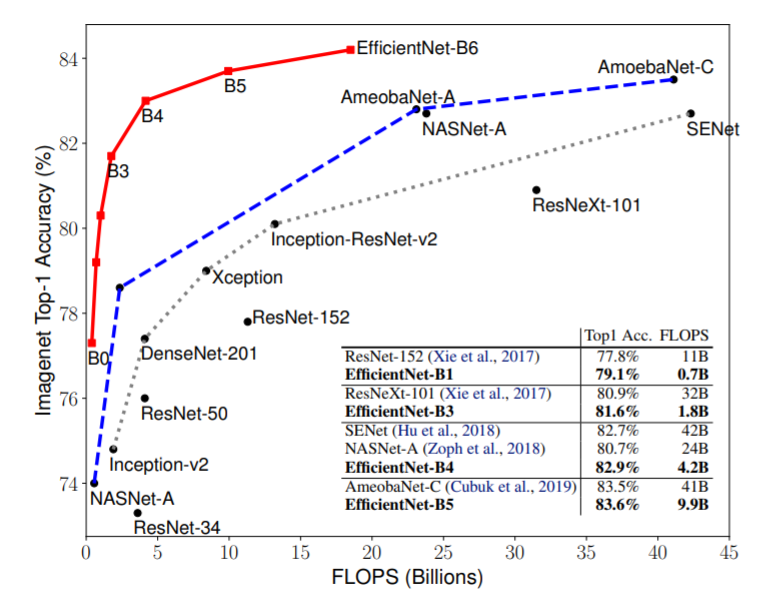 84
82
80
78
76
74
Imagenet Top-1 Accuracy (%)
EfficientNet-B6
B5
B4
B3
B0
AmoebaNet-C
AmeobaNet-A
NASNet-A
SENet
ResNeXt-101
Inception-ResNet-v2
Xception
ResNet-152
DenseNet-201
ResNet-50
Inception-v2
NASNet-A
ResNet-34
Top1 Acc. FLOPS
ResNet-152 (Xie et al., 2017) 77.8% 11B
EfficientNet-B1 79.1% 0.7B
ResNeXt-101 (Xie et al., 2017) 80.9% 32B
EfficientNet-B3 81.6% 1.8B
SENet (Hu et al., 2018) 82.7% 42B
NASNet-A (Zoph et al., 2018) 80.7% 24B
EfficientNet-B4 82.9% 4.2B
AmeobaNet-C (Cubuk et al., 2019) 83.5% 41B
EfficientNet-B5 83.6% 9.9B
0 5 10 15 20 25 30 35 40 45
FLOPS (Billions)